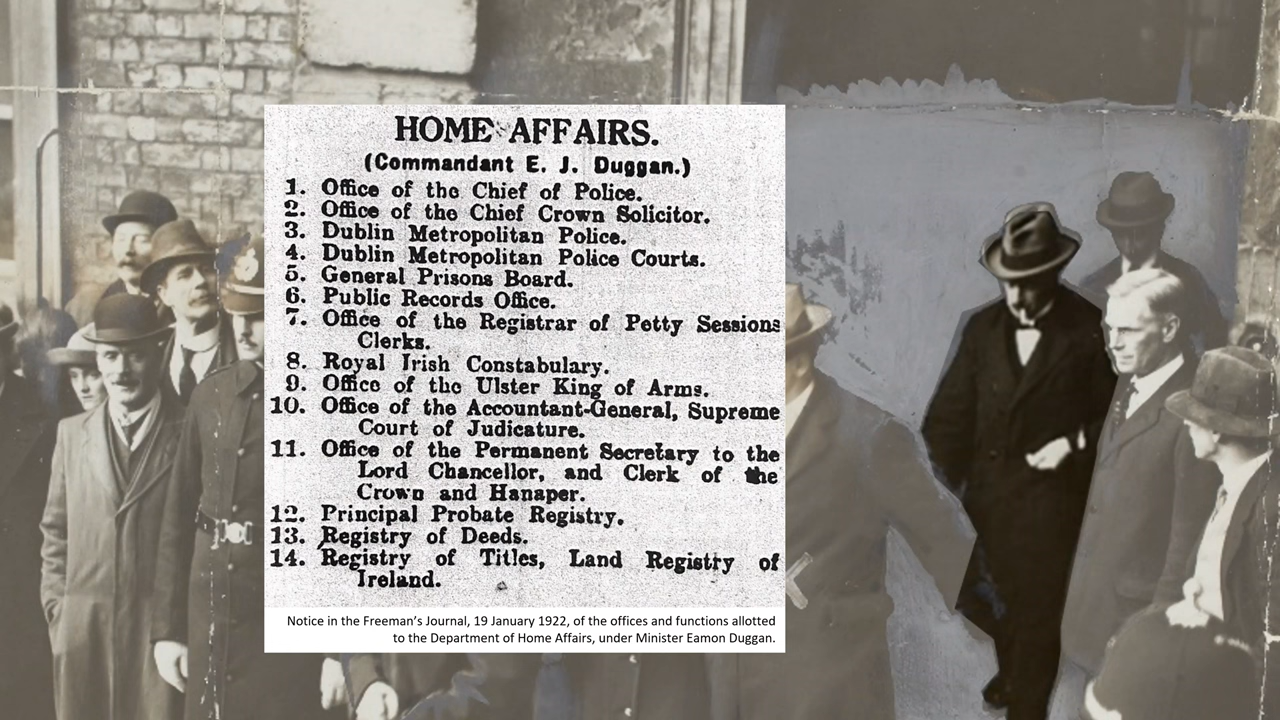 HOME AFFAIRS.
(Commandant E. J. Duggan.)
1. Office of the Chief of Police.
2. Office of the Chief Crown Solicitor.
3. Dublin Metropolitan Police.
4. Dublin Metropolitan Police Courts.
5. General Prisons Board.
6. Public Records Office.
7. Office of the Registrar of Petty Sessions
Clerks.
8. Royal Irish Constabulary.
9. Office of the Ulster King of Arms.
10. Office of the Accountant-General, Supreme
Court of Judicature.
11. Office of the Permanent Secretary to the
Lord Chancellor, and Clerk of the
Crown and Hanaper.
12. Principal Probate Registry.
13. Registry of Deeds.
14. Registry of Titles, Land Registry of
Ireland.
Notice in the Freeman's Journal, 19 January 1922, of the offices and functions allotted
to the Department of Home Affairs, under Minister Eamon Duggan.